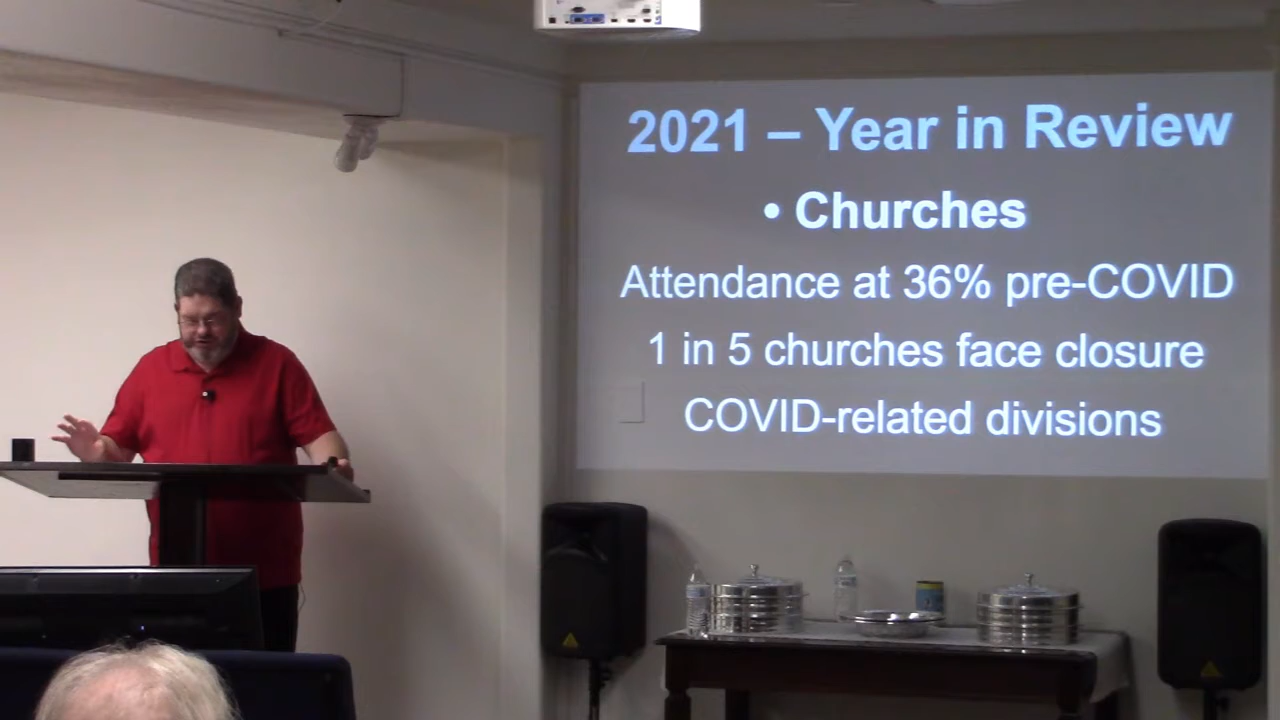 2021 – Year in Review
• Churches
Attendance at 36% pre-COVID
1 in 5 churches face closure
COVID-related divisions